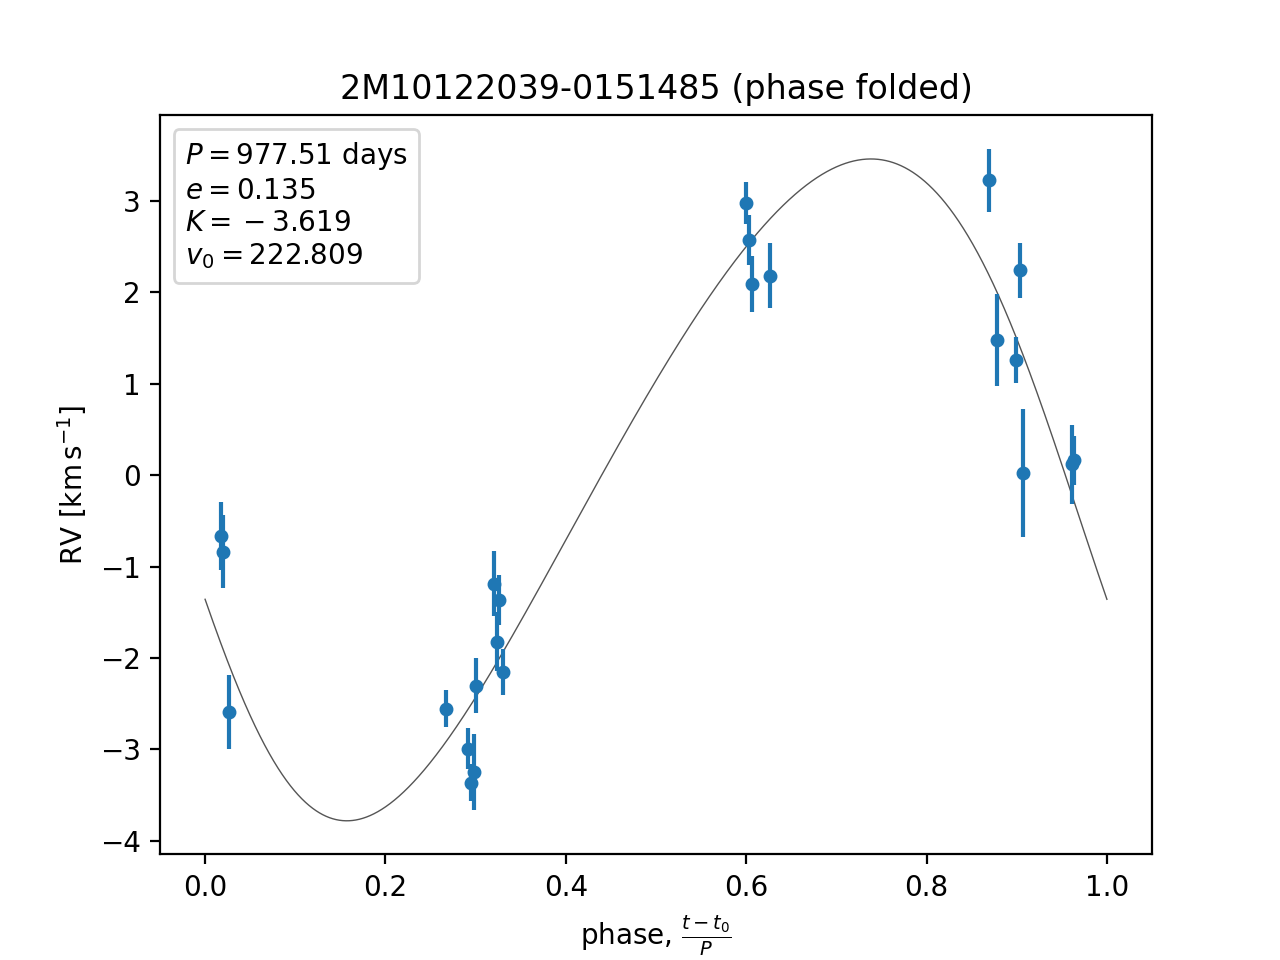 2M10122039-0151485 (phase folded)
P = 977.51 days
e = 0.135
K = − 3.619
v₀ = 222.809
3
2
1
0
−1
−2
−3
−4
RV [km s⁻¹]
0.0 0.2 0.4 0.6 0.8 1.0
phase, (t − t₀)/P